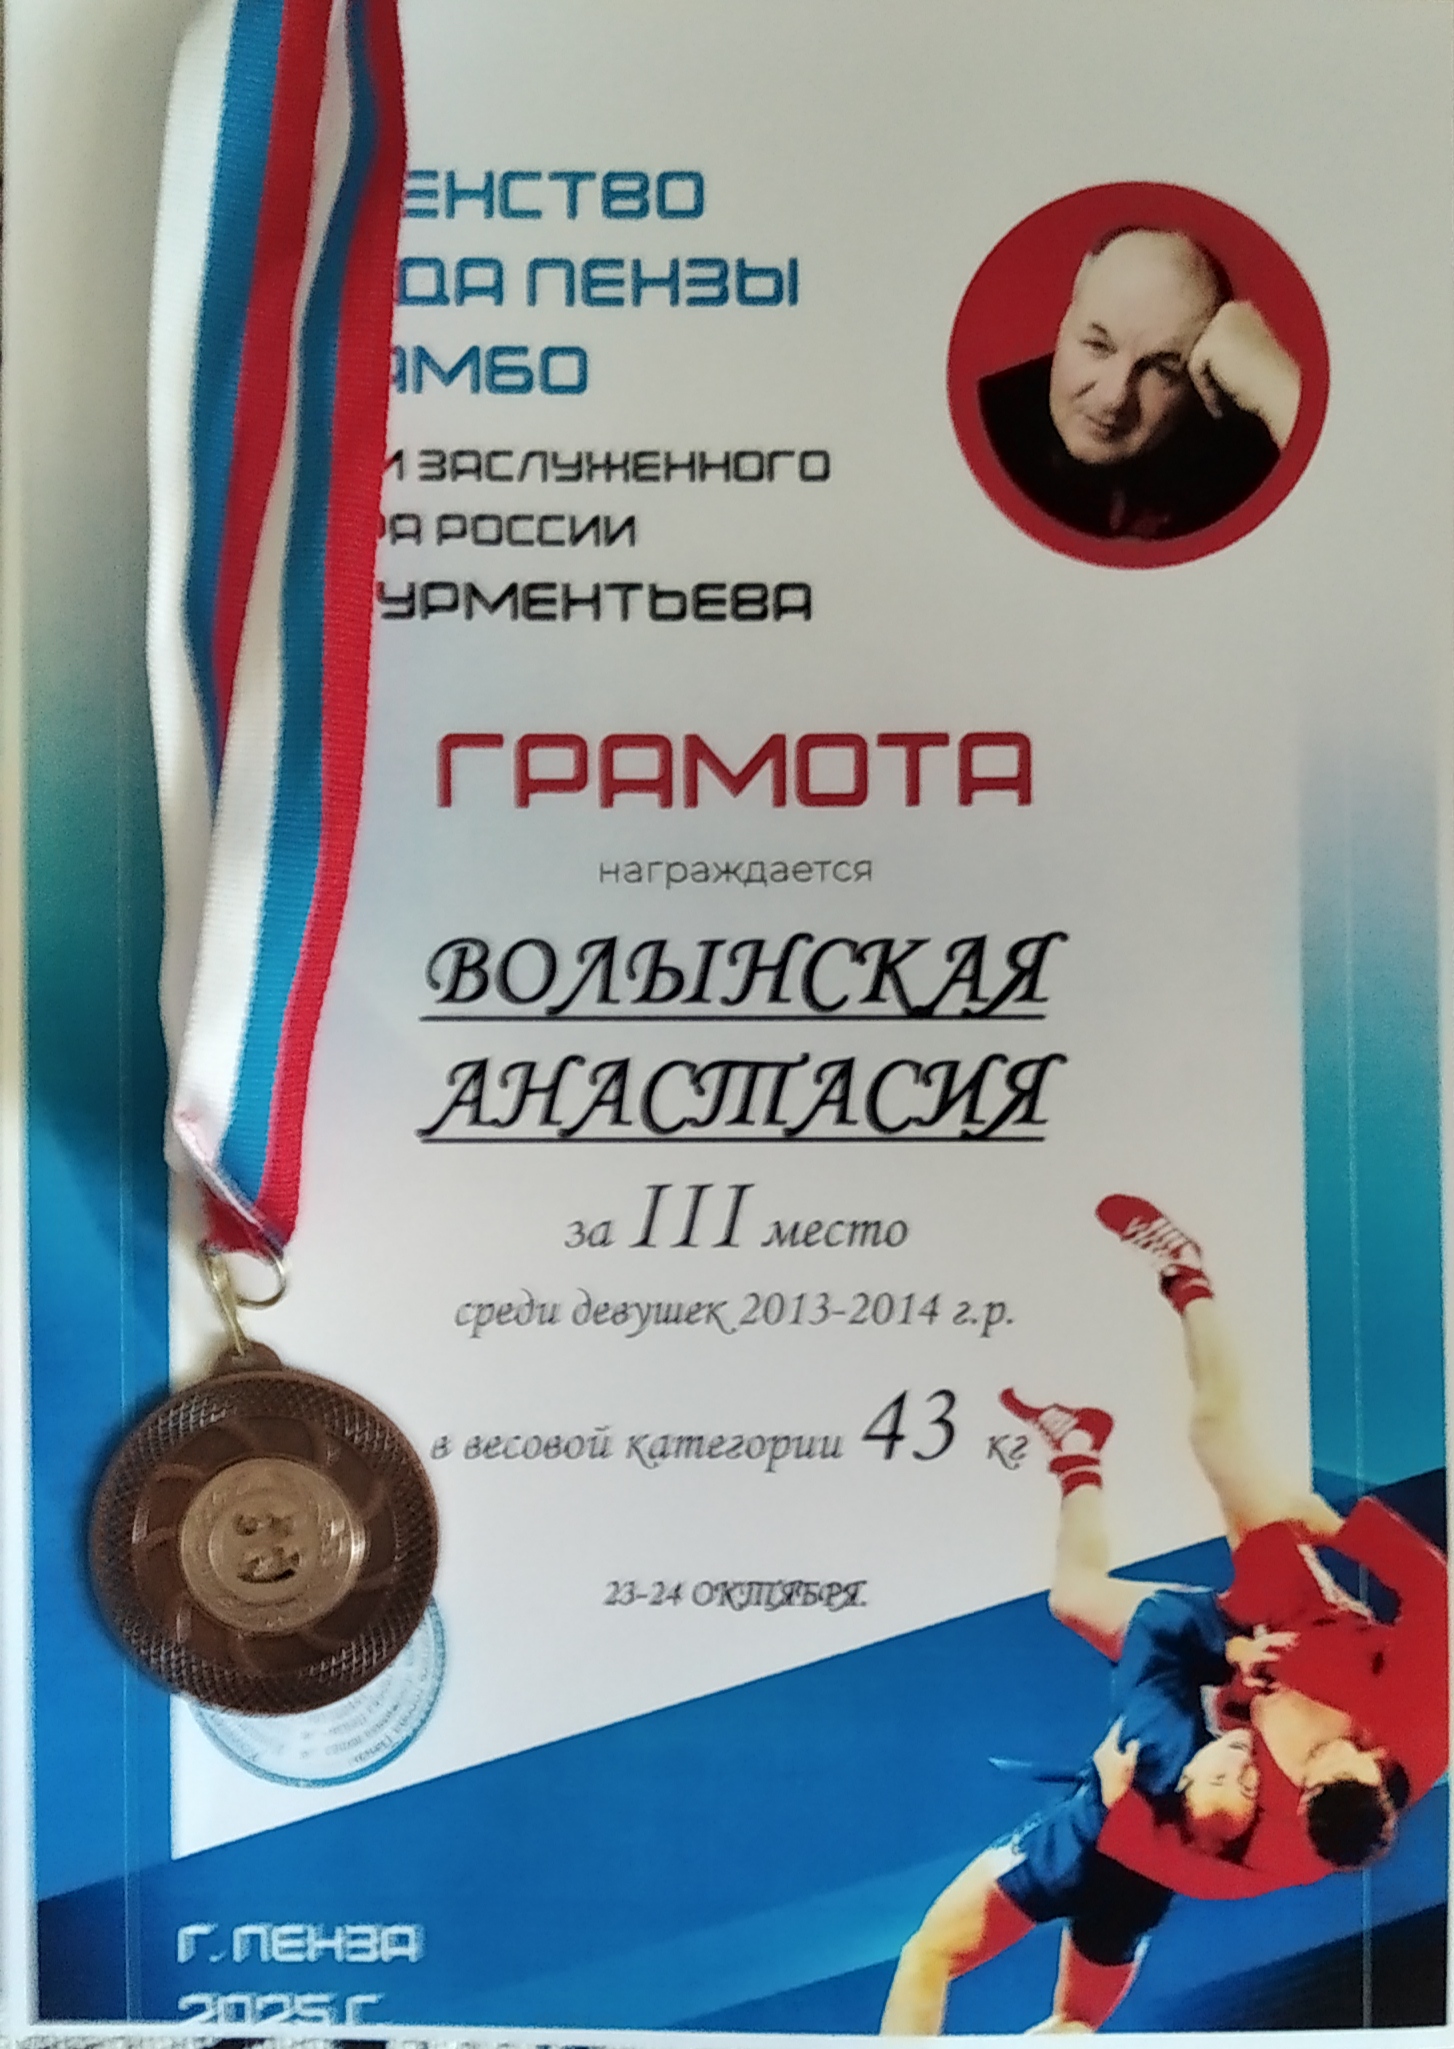 ЕНСТВО
ДА ПЕНЗЫ
АМБО
И ЗАСЛУЖЕННОГО
РА РОССИИ
УРМЕНТЬЕВА
ГРАМОТА
награждается
ВОЛЫНСКАЯ
АНАСТАСИЯ
за III место
среди девушек 2013-2014 г.р.
в весовой категории 43 кг
23-24 ОКТЯБРЯ.
Г. ПЕНЗА
2025 Г.